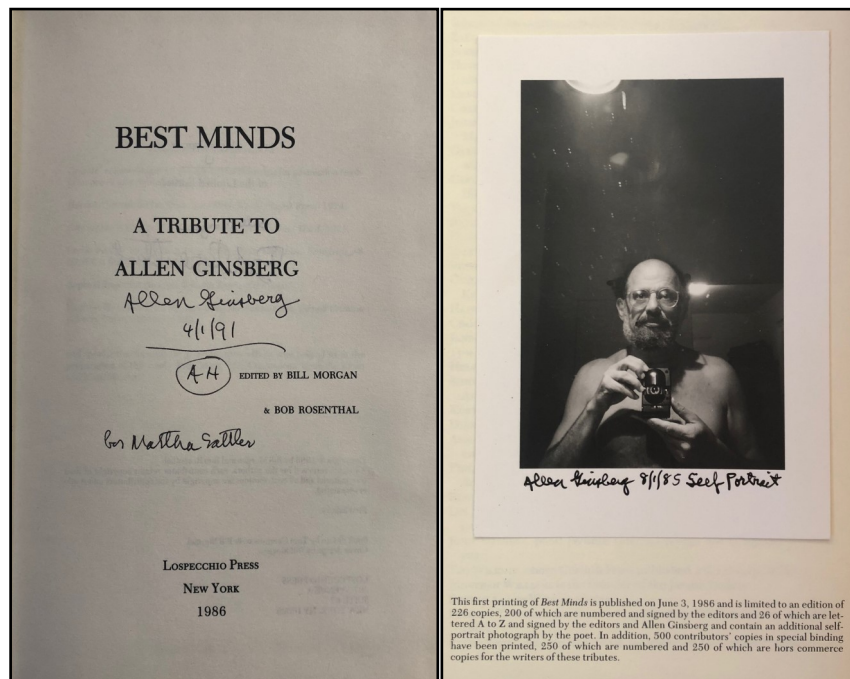 BEST MINDS
A TRIBUTE TO
ALLEN GINSBERG
Allen Ginsberg
4/1/91
AH
EDITED BY BILL MORGAN
& BOB ROSENTHAL
for Martha Sattler
LOSPECCHIO PRESS
NEW YORK
1986
Allen Ginsberg 8/1/85 Self Portrait
This first printing of Best Minds is published on June 3, 1986 and is limited to an edition of
226 copies, 200 of which are numbered and signed by the editors and 26 of which are let-
tered A to Z and signed by the editors and Allen Ginsberg and contain an additional self-
portrait photograph by the poet. In addition, 500 contributors' copies in special binding
have been printed, 250 of which are numbered and 250 of which are hors commerce
copies for the writers of these tributes.